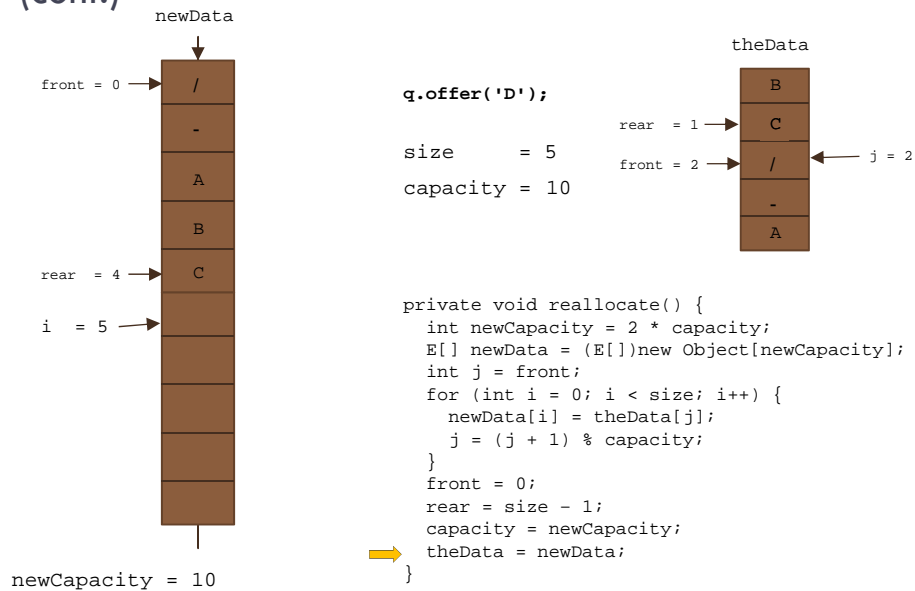 (cont.)
newData
front = 0
/
-
A
B
rear = 4
C
i = 5
newCapacity = 10
q.offer('D');
size = 5
capacity = 10
theData
B
rear = 1
C
front = 2
/
j = 2
-
A
private void reallocate() {
int newCapacity = 2 * capacity;
E[] newData = (E[])new Object[newCapacity];
int j = front;
for (int i = 0; i < size; i++) {
newData[i] = theData[j];
j = (j + 1) % capacity;
}
front = 0;
rear = size – 1;
capacity = newCapacity;
theData = newData;
}